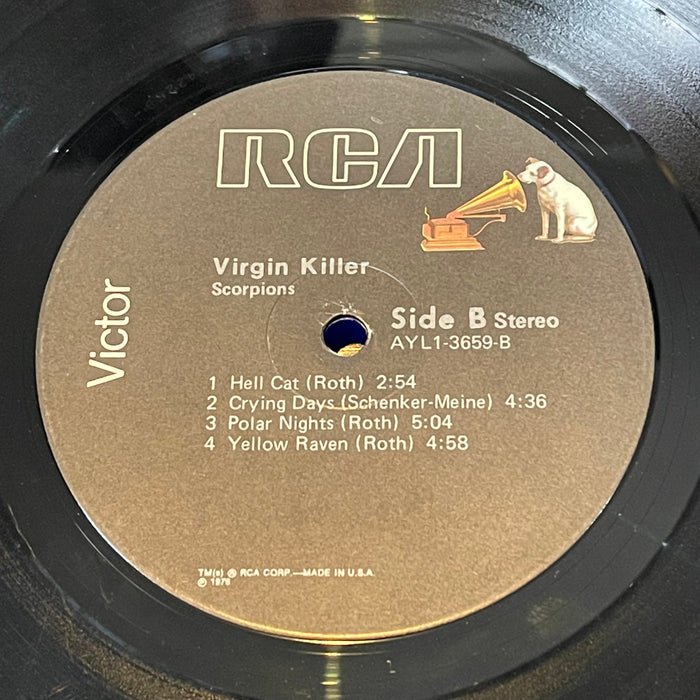 RCA
Victor
Virgin Killer
Scorpions
Side B Stereo
AYL1-3659-B
1 Hell Cat (Roth) 2:54
2 Crying Days (Schenker-Meine) 4:36
3 Polar Nights (Roth) 5:04
4 Yellow Raven (Roth) 4:58
TM(s) ® RCA CORP.—MADE IN U.S.A.